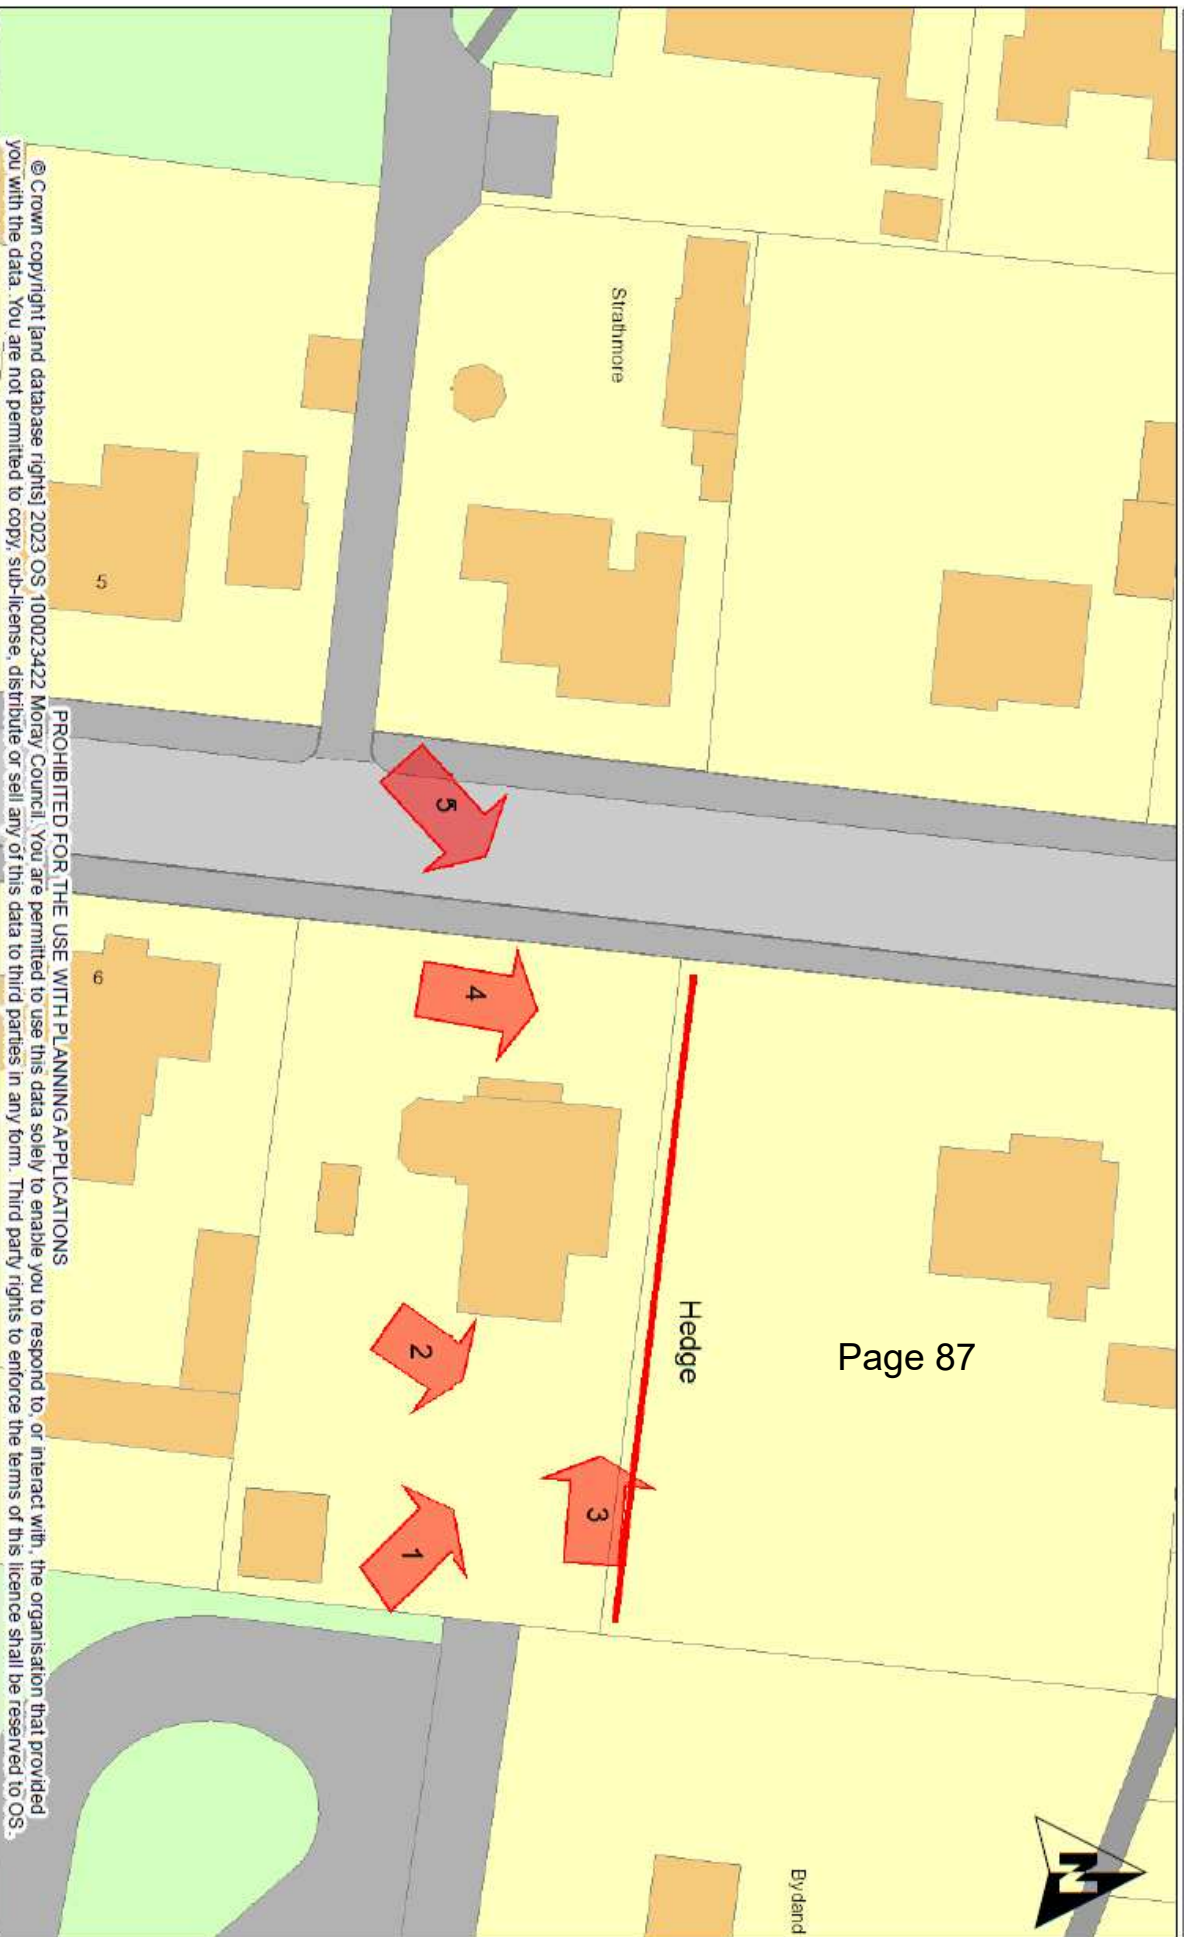 Strathmore
5
5
6
4
Hedge
2
3
1
Page 87
Bydand
N
PROHIBITED FOR THE USE WITH PLANNING APPLICATIONS
© Crown copyright [and database rights] 2023 OS 100023422 Moray Council. You are permitted to use this data solely to enable you to respond to, or interact with, the organisation that provided
you with the data. You are not permitted to copy, sub-license, distribute or sell any of this data to third parties in any form. Third party rights to enforce the terms of this licence shall be reserved to OS.